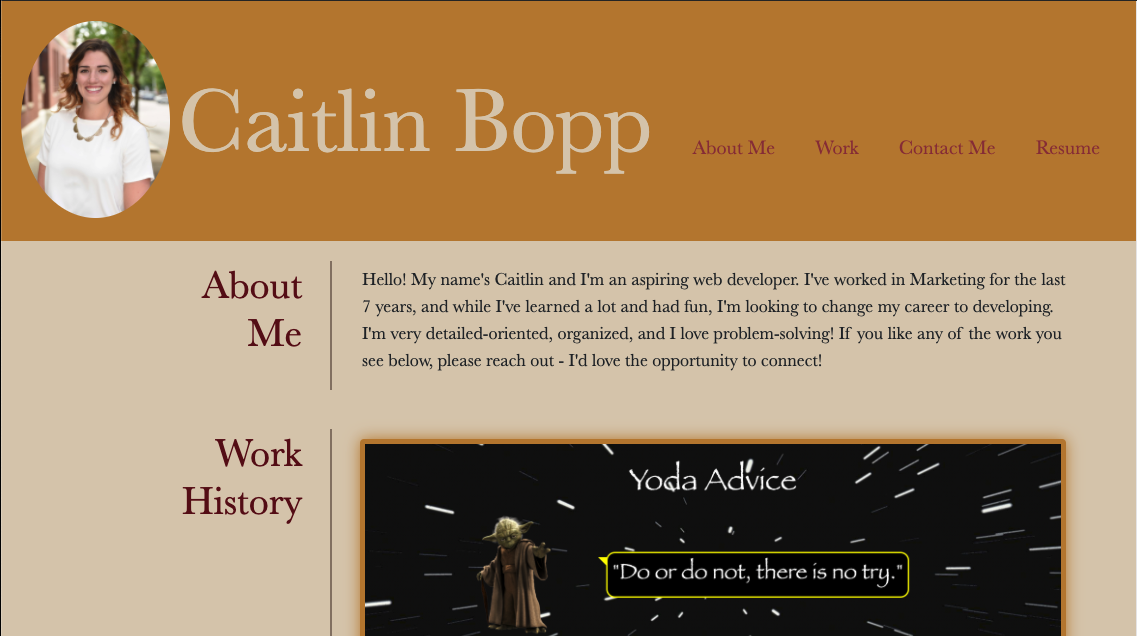 Caitlin Bopp
About Me
Work
Contact Me
Resume
About
Me
Hello! My name's Caitlin and I'm an aspiring web developer. I've worked in Marketing for the last
7 years, and while I've learned a lot and had fun, I'm looking to change my career to developing.
I'm very detailed-oriented, organized, and I love problem-solving! If you like any of the work you
see below, please reach out - I'd love the opportunity to connect!
Work
History
Yoda Advice
"Do or do not, there is no try."